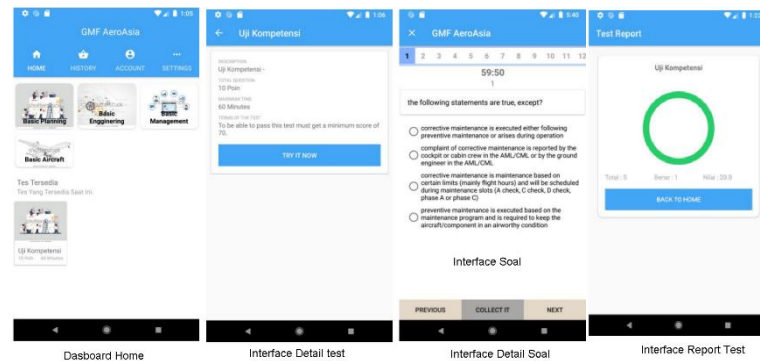 1:05
GMF AeroAsia
HOME HISTORY ACCOUNT SETTINGS
Basic Planning
Basic Enggineering
Basic Management
Basic Aircraft
Tes Tersedia
Tes Yang Tersedia Saat Ini
Uji Kompetensi
10 Poin 60 Minutes
Dasboard Home
1:06
Uji Kompetensi
DESCRIPTION
Uji Kompetensi -
TOTAL QUESTION
10 Poin
MAXIMUM TIME
60 Minutes
TERMS OF THE TEST
To be able to pass this test must get a minimum score of
70.
TRY IT NOW
Interface Detail test
5:40
GMF AeroAsia
1 2 3 4 5 6 7 8 9 10 11 12
59:50
1
the following statements are true, except?
corrective maintenance is executed either following
preventive maintenance or arises during operation
complaint of corrective maintenance is reported by the
cockpit or cabin crew in the AML/CML or by the ground
engineer in the AML/CML
corrective maintenance is maintenance based on
certain limits (mainly flight hours) and will be scheduled
during maintenance slots (A check, C check, D check,
phase A or phase C)
preventive maintenance is executed based on the
maintenance program and is required to keep the
aircraft/component in an airworthy condition
Interface Soal
PREVIOUS COLLECT IT NEXT
Interface Detail Soal
Test Report
Uji Kompetensi
Total : 5 Benar : 1 Nilai : 20.0
BACK TO HOME
Interface Report Test